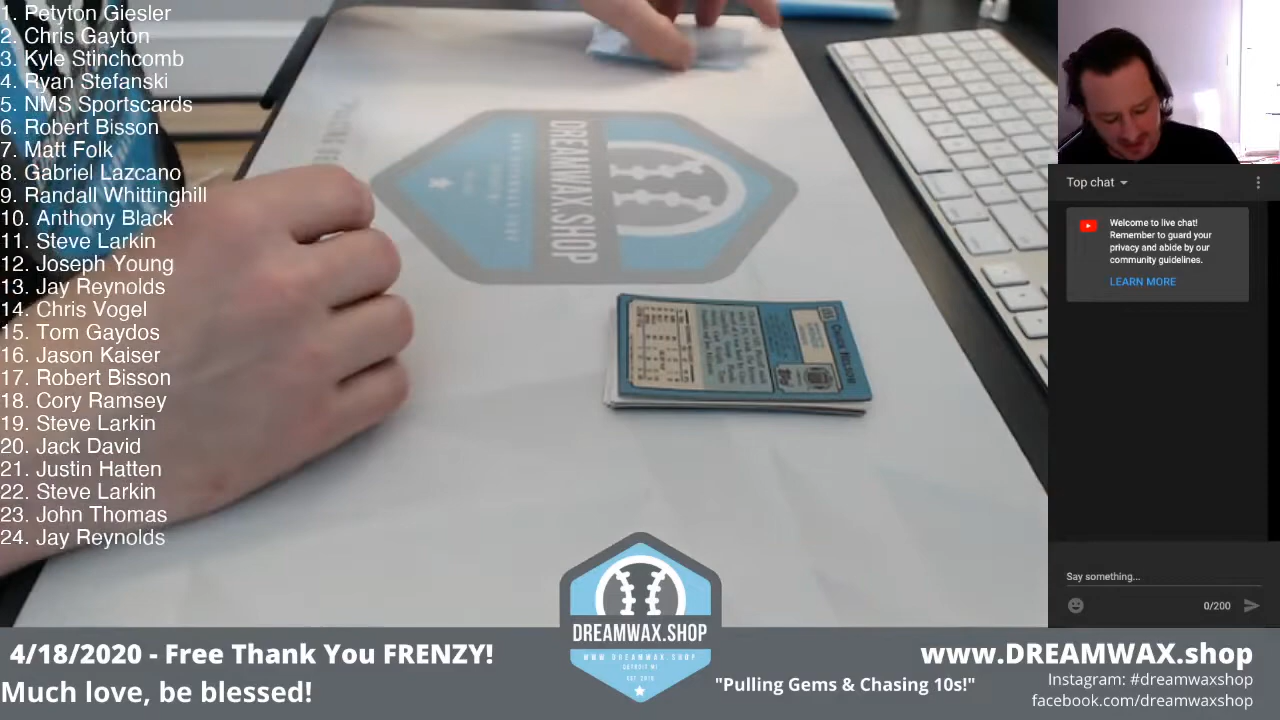 1. Petyton Giesler
2. Chris Gayton
3. Kyle Stinchcomb
4. Ryan Stefanski
5. NMS Sportscards
6. Robert Bisson
7. Matt Folk
8. Gabriel Lazcano
9. Randall Whittinghill
10. Anthony Black
11. Steve Larkin
12. Joseph Young
13. Jay Reynolds
14. Chris Vogel
15. Tom Gaydos
16. Jason Kaiser
17. Robert Bisson
18. Cory Ramsey
19. Steve Larkin
20. Jack David
21. Justin Hatten
22. Steve Larkin
23. John Thomas
24. Jay Reynolds
DREAMWAX.SHOP
Top chat
Welcome to live chat!
Remember to guard your
privacy and abide by our
community guidelines.
LEARN MORE
Say something...
0/200
4/18/2020 - Free Thank You FRENZY!
Much love, be blessed!
DREAMWAX.SHOP
WWW.DREAMWAX.SHOP
DETROIT MI
"Pulling Gems & Chasing 10s!"
www.DREAMWAX.shop
Instagram: #dreamwaxshop
facebook.com/dreamwaxshop